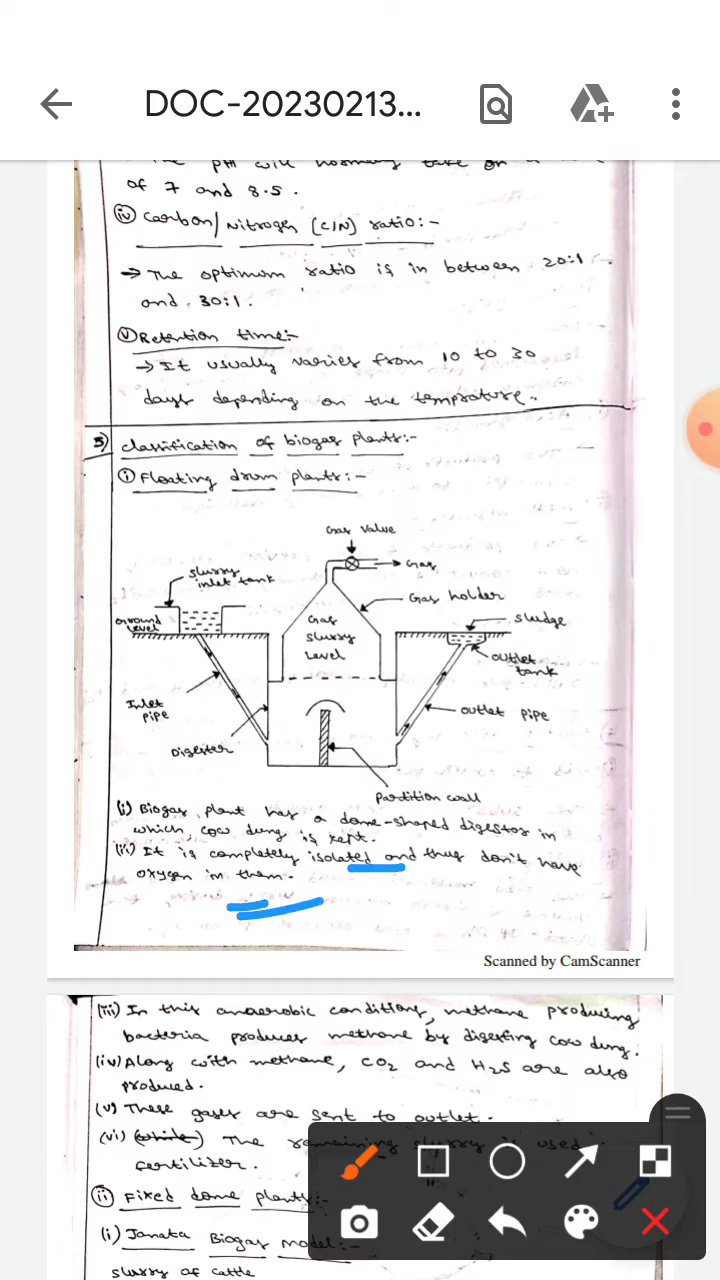 DOC-20230213...
of 7 and 8.5.
(iv) Carbon/Nitrogen (C/N) ratio:-
→ The optimum ratio is in between 20:1
and 30:1.
(v) Retention time:-
→ It usually varies from 10 to 30
days depending on the temprature.
3) classification of biogas plants:-
(i) Floating drum plants:-
Gas Valve
Gas
slurry
inlet tank
Gas holder
Ground
Level
Gas
slurry
Level
sludge
outlet
tank
Inlet
pipe
outlet pipe
Digester
Partition wall
(i) Biogas plant has a dome-shaped digestor in
which, cow dung is kept.
(ii) It is completely isolated and thus don't have
oxygen in them.
Scanned by CamScanner
(iii) In this anaerobic conditions, methane producing
bacteria produces methane by digesting cow dung.
(iv) Along with methane, CO2 and H2S are also
produced.
(v) These gases are sent to outlet.
(vi) The remaining slurry is used
fertilizer.
(ii) Fixed dome plants:-
(i) Janata Biogas model:-
slurry of cattle